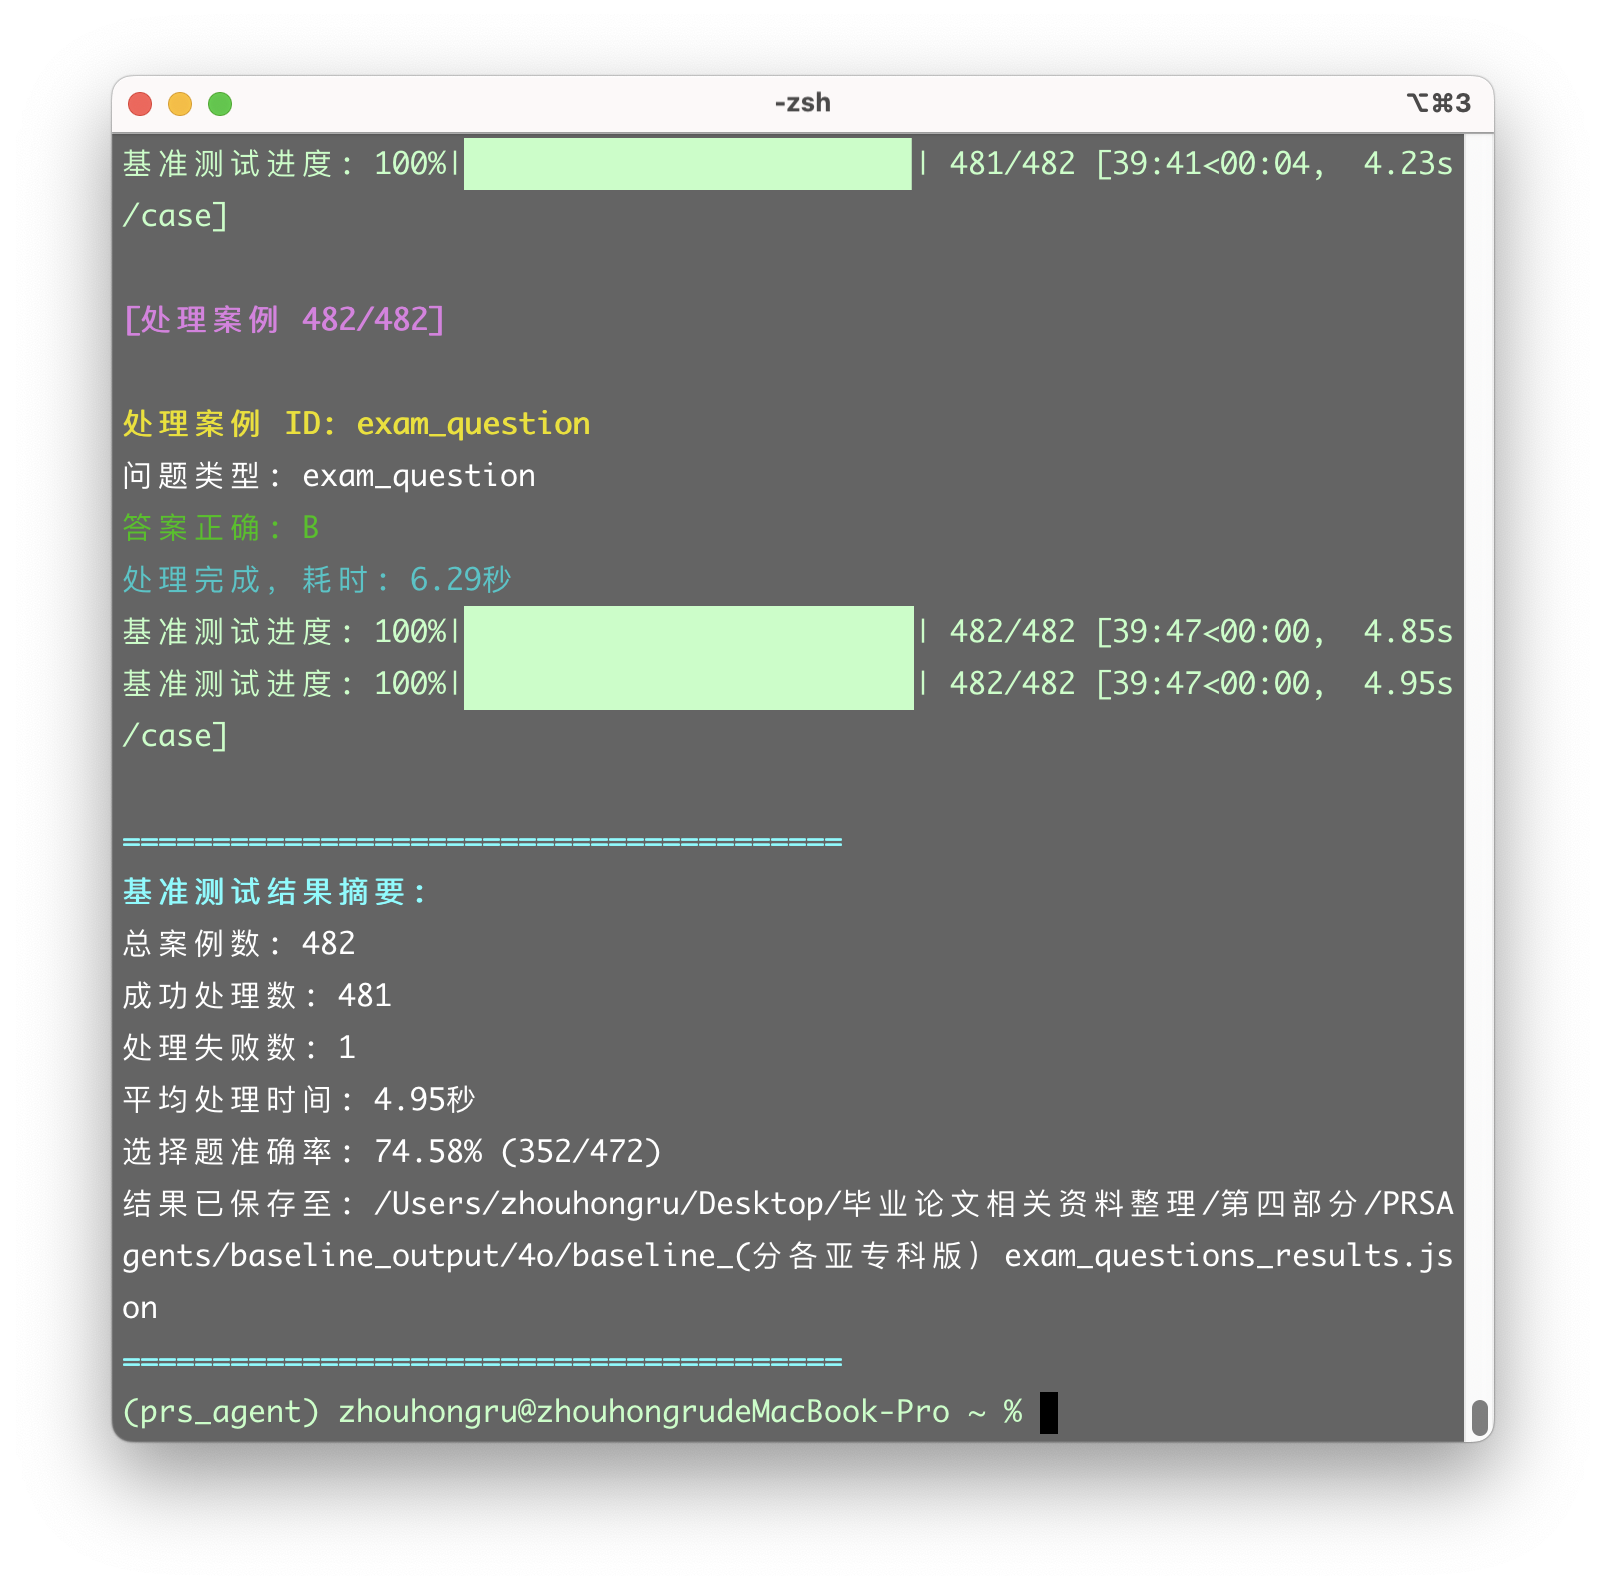 -zsh
⌥⌘3
基准测试进度: 100%| | 481/482 [39:41<00:04,  4.23s
/case]
[处理案例 482/482]
处理案例 ID: exam_question
问题类型: exam_question
答案正确: B
处理完成, 耗时: 6.29秒
基准测试进度: 100%| | 482/482 [39:47<00:00,  4.85s
基准测试进度: 100%| | 482/482 [39:47<00:00,  4.95s
/case]
========================================
基准测试结果摘要:
总案例数: 482
成功处理数: 481
处理失败数: 1
平均处理时间: 4.95秒
选择题准确率: 74.58% (352/472)
结果已保存至: /Users/zhouhongru/Desktop/毕业论文相关资料整理/第四部分/PRSA
gents/baseline_output/4o/baseline_(分各亚专科版) exam_questions_results.js
on
========================================
(prs_agent) zhouhongru@zhouhongrudeMacBook-Pro ~ %